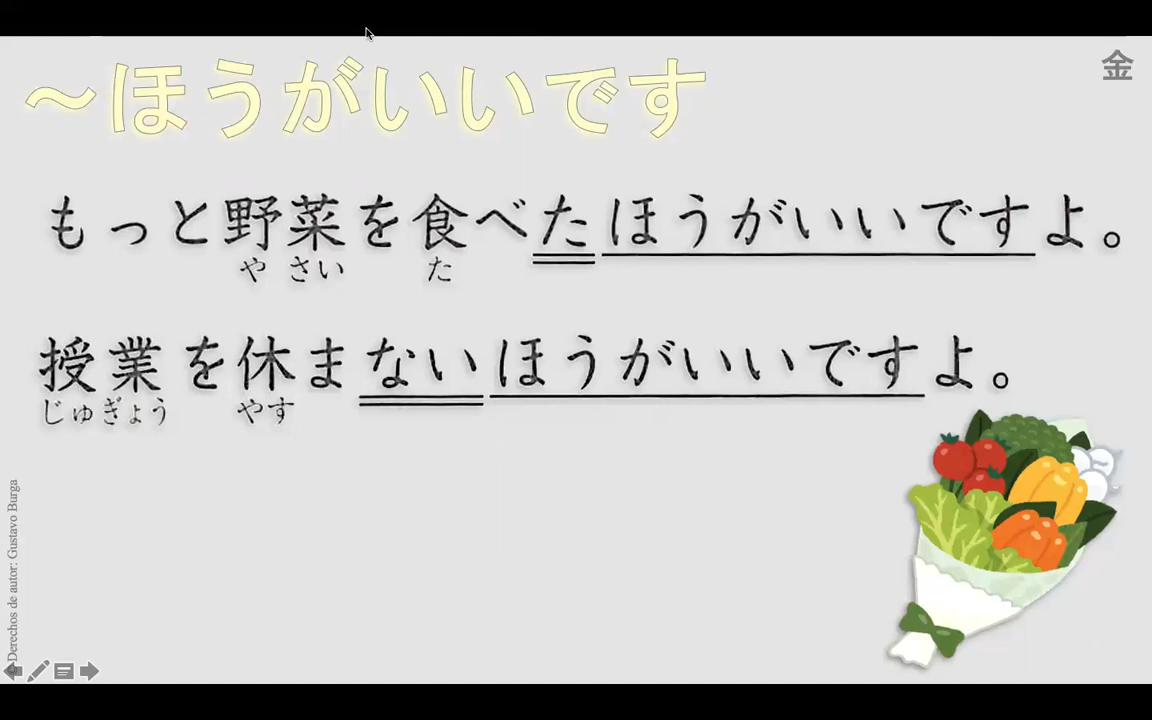 ～ほうがいいです
金
もっと野菜を食べたほうがいいですよ。
や さい た
授業を休まないほうがいいですよ。
じゅぎょう やす
Derechos de autor: Gustavo Burga